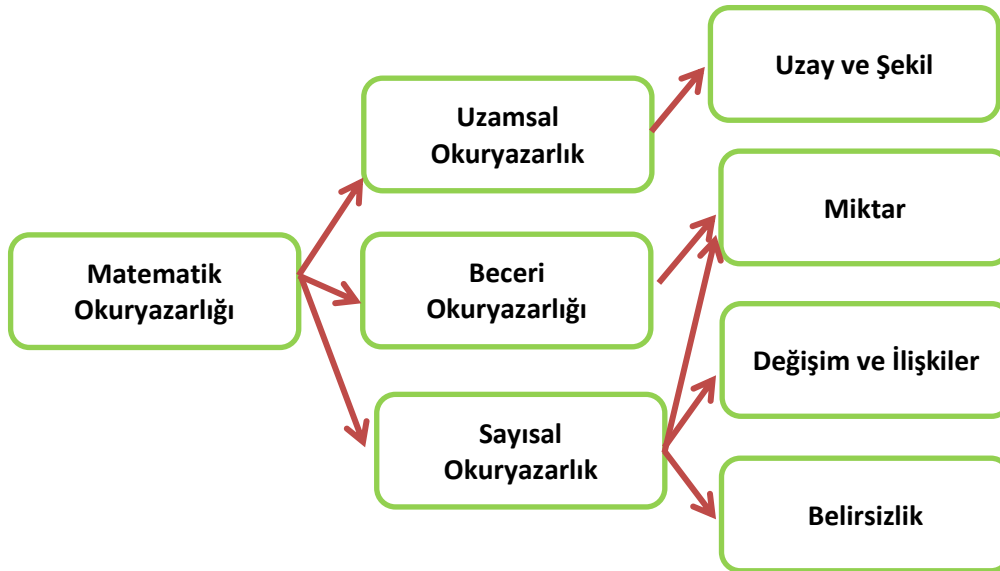 Uzay ve Şekil
Uzamsal
Okuryazarlık
Miktar
Matematik
Okuryazarlığı
Beceri
Okuryazarlığı
Değişim ve İlişkiler
Sayısal
Okuryazarlık
Belirsizlik